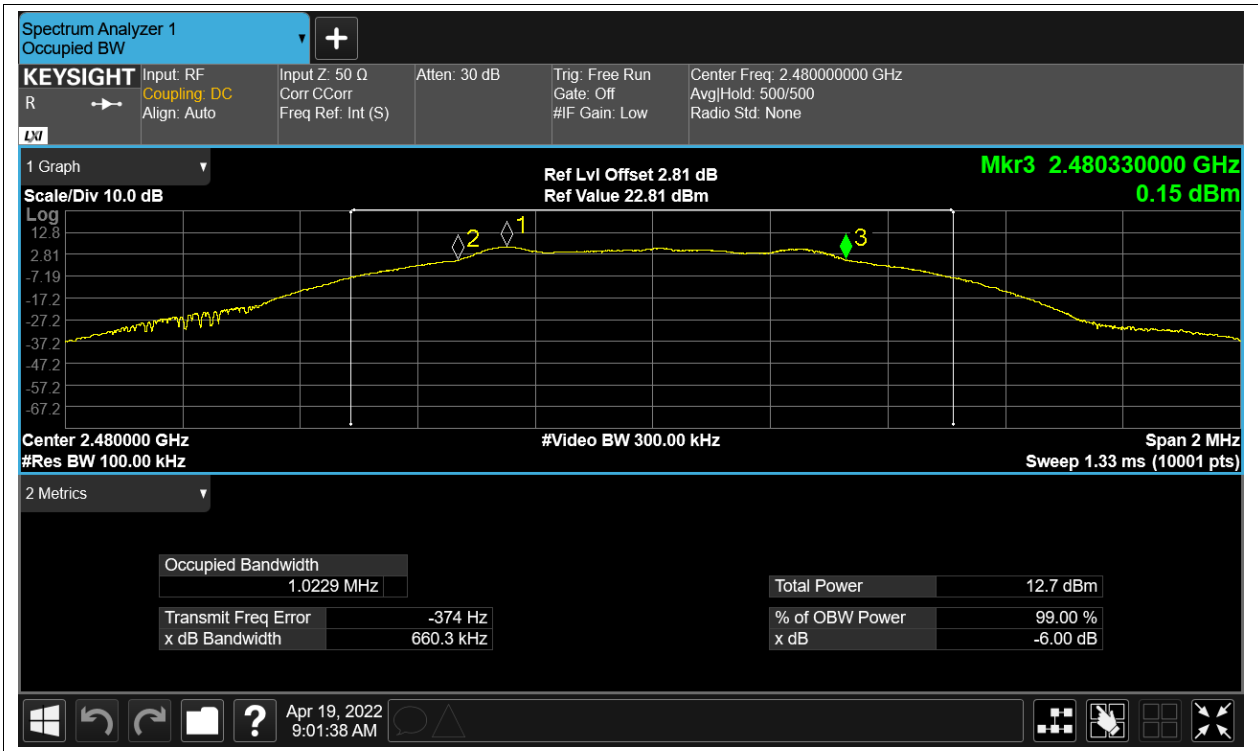 Spectrum Analyzer 1
Occupied BW
+
KEYSIGHT
R
LXI
Input: RF
Coupling: DC
Align: Auto
Input Z: 50 Ω
Corr CCorr
Freq Ref: Int (S)
Atten: 30 dB
Trig: Free Run
Gate: Off
#IF Gain: Low
Center Freq: 2.480000000 GHz
Avg|Hold: 500/500
Radio Std: None
1 Graph
Scale/Div 10.0 dB
Ref Lvl Offset 2.81 dB
Ref Value 22.81 dBm
Mkr3 2.480330000 GHz
0.15 dBm
Log
12.8
2.81
-7.19
-17.2
-27.2
-37.2
-47.2
-57.2
-67.2
2
1
3
Center 2.480000 GHz
#Res BW 100.00 kHz
#Video BW 300.00 kHz
Span 2 MHz
Sweep 1.33 ms (10001 pts)
2 Metrics
Occupied Bandwidth
1.0229 MHz
Transmit Freq Error -374 Hz
x dB Bandwidth 660.3 kHz
Total Power 12.7 dBm
% of OBW Power 99.00 %
x dB -6.00 dB
?
Apr 19, 2022
9:01:38 AM